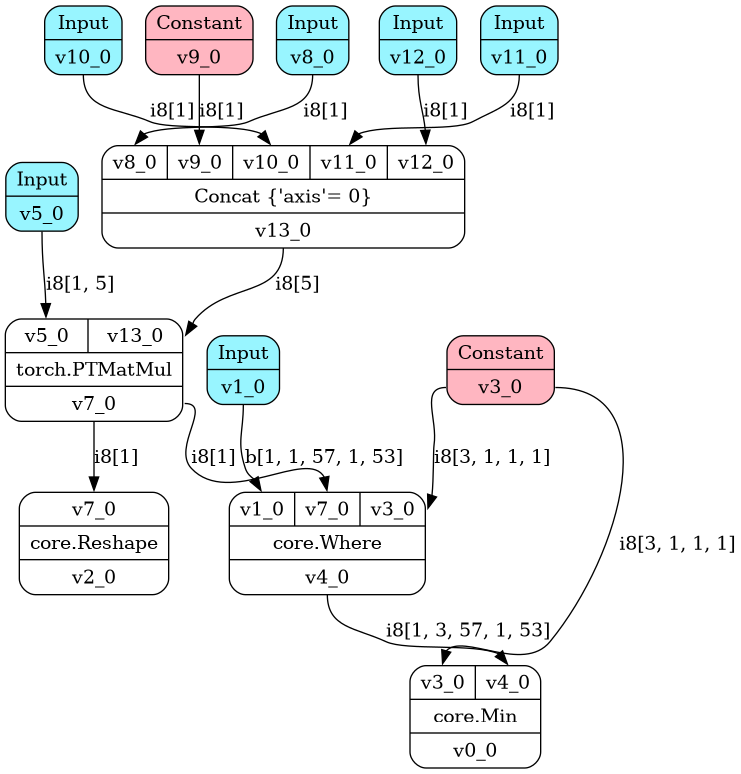 Input
v10_0
Constant
v9_0
Input
v8_0
Input
v12_0
Input
v11_0
i8[1]
i8[1]
i8[1]
i8[1]
i8[1]
v8_0 v9_0 v10_0 v11_0 v12_0
Concat {'axis'= 0}
v13_0
Input
v5_0
i8[1, 5]
i8[5]
v5_0 v13_0
torch.PTMatMul
v7_0
Input
v1_0
Constant
v3_0
i8[1]
i8[1]
b[1, 1, 57, 1, 53]
i8[3, 1, 1, 1]
v7_0
core.Reshape
v2_0
v1_0 v7_0 v3_0
core.Where
v4_0
i8[3, 1, 1, 1]
i8[1, 3, 57, 1, 53]
v3_0 v4_0
core.Min
v0_0